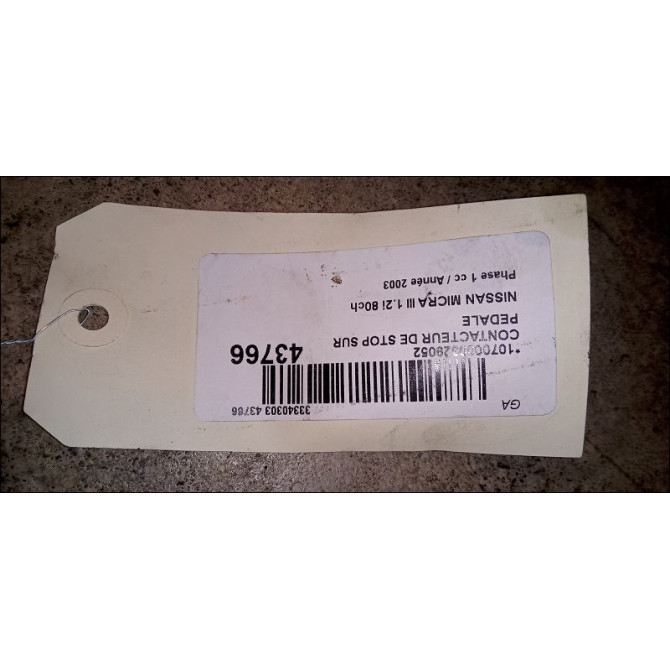 GA
33340303 43766
43766
CONTACTEUR DE STOP SUR
PEDALE
NISSAN MICRA III 1.2i 80ch
Phase 1 cc / Année 2003